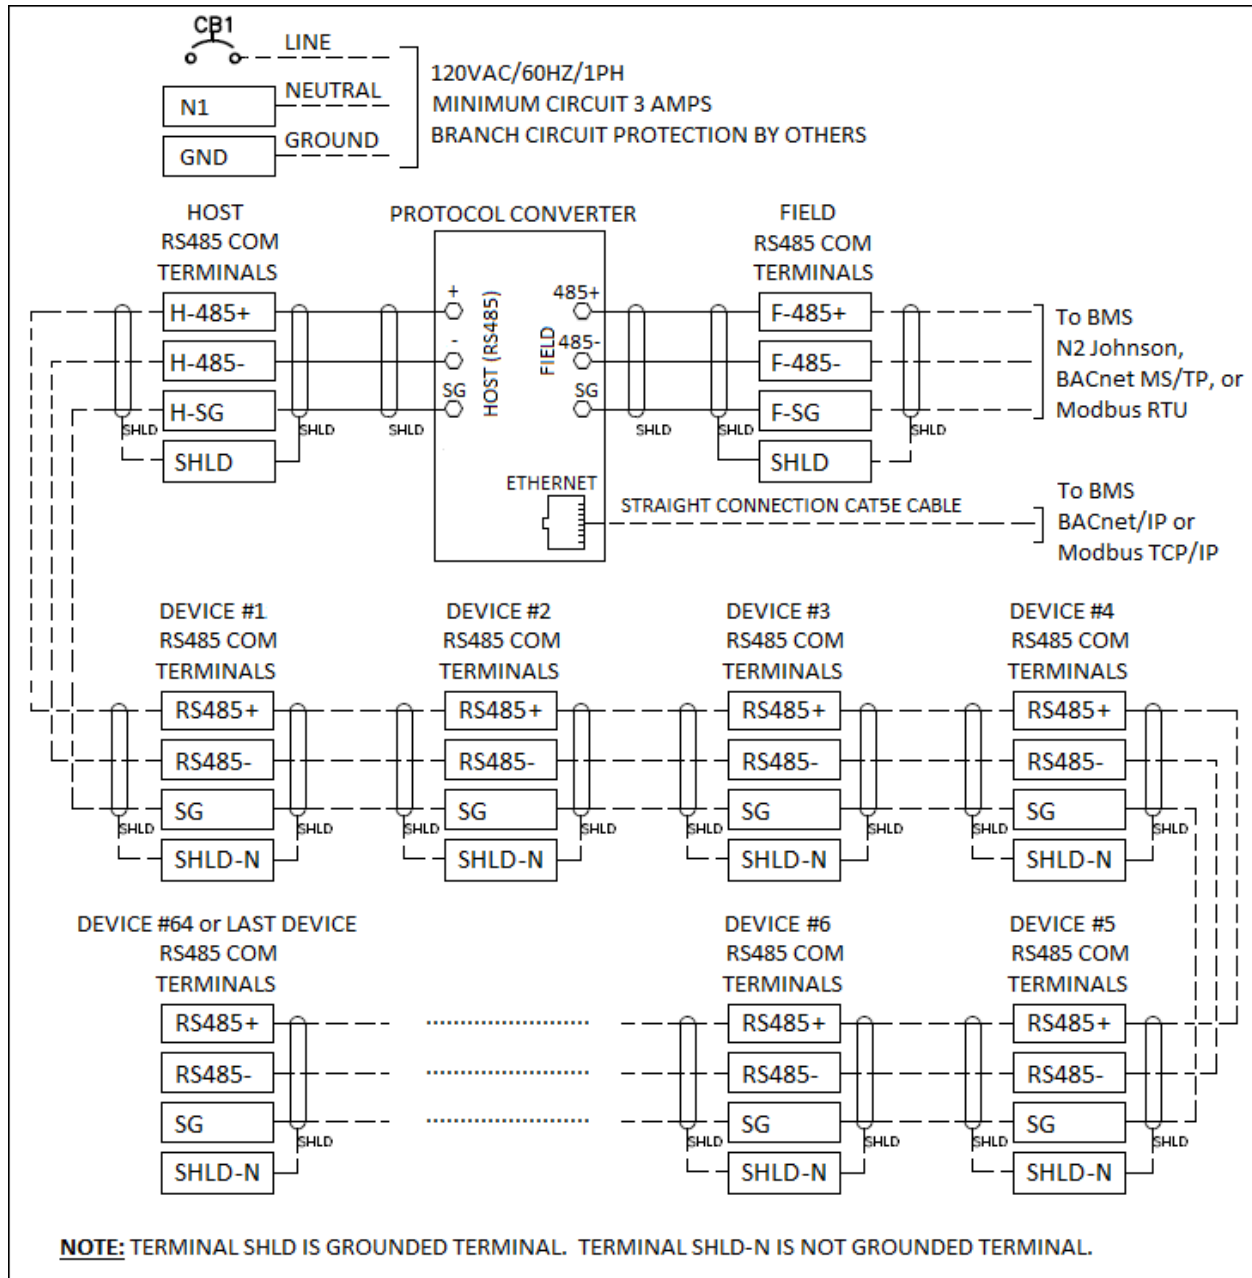 CB1
LINE
N1
NEUTRAL
GND
GROUND
120VAC/60HZ/1PH
MINIMUM CIRCUIT 3 AMPS
BRANCH CIRCUIT PROTECTION BY OTHERS
HOST
RS485 COM
TERMINALS
H-485+
H-485-
H-SG
SHLD
SHLD
SHLD
SHLD
PROTOCOL CONVERTER
+
-
SG
HOST (RS485)
FIELD
485+
485-
SG
ETHERNET
FIELD
RS485 COM
TERMINALS
F-485+
F-485-
F-SG
SHLD
SHLD
SHLD
SHLD
To BMS
N2 Johnson,
BACnet MS/TP, or
Modbus RTU
STRAIGHT CONNECTION CAT5E CABLE
To BMS
BACnet/IP or
Modbus TCP/IP
DEVICE #1
RS485 COM
TERMINALS
RS485+
RS485-
SG
SHLD-N
SHLD
SHLD
DEVICE #2
RS485 COM
TERMINALS
RS485+
RS485-
SG
SHLD-N
SHLD
SHLD
DEVICE #3
RS485 COM
TERMINALS
RS485+
RS485-
SG
SHLD-N
SHLD
SHLD
DEVICE #4
RS485 COM
TERMINALS
RS485+
RS485-
SG
SHLD-N
SHLD
SHLD
DEVICE #64 or LAST DEVICE
RS485 COM
TERMINALS
RS485+
RS485-
SG
SHLD-N
SHLD
DEVICE #6
RS485 COM
TERMINALS
RS485+
RS485-
SG
SHLD-N
SHLD
SHLD
DEVICE #5
RS485 COM
TERMINALS
RS485+
RS485-
SG
SHLD-N
SHLD
SHLD
NOTE: TERMINAL SHLD IS GROUNDED TERMINAL. TERMINAL SHLD-N IS NOT GROUNDED TERMINAL.